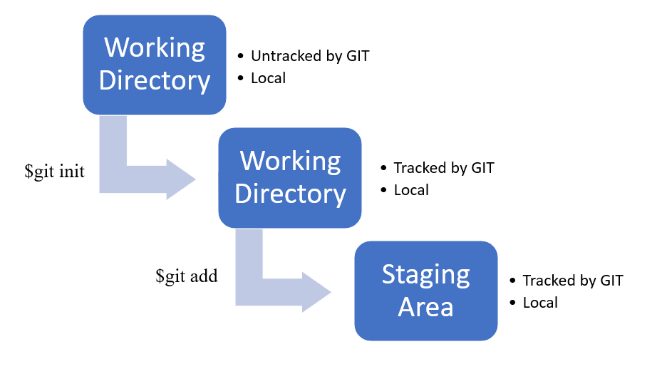 Working
Directory
• Untracked by GIT
• Local
$git init
Working
Directory
• Tracked by GIT
• Local
$git add
Staging
Area
• Tracked by GIT
• Local